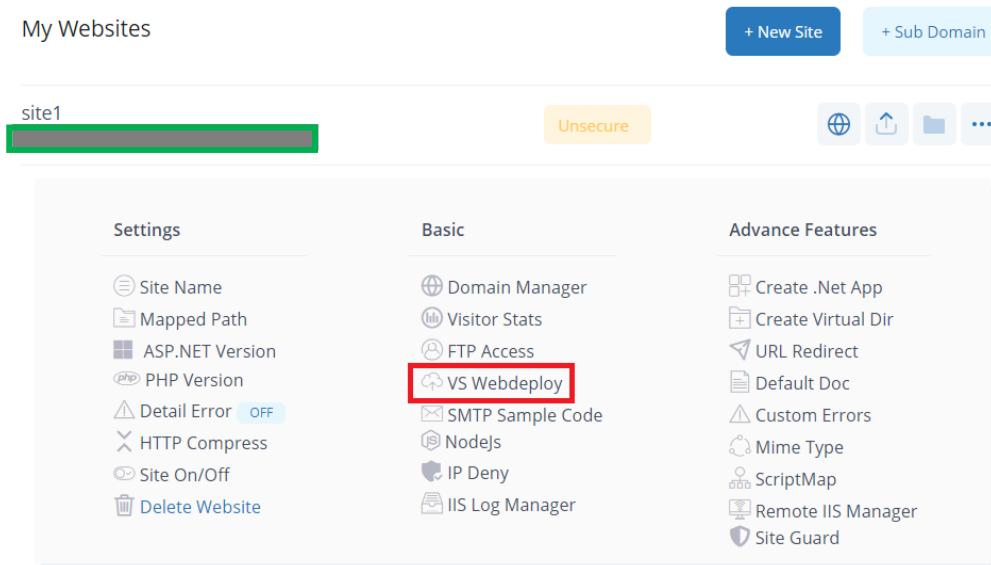 My Websites
+ New Site
+ Sub Domain
site1
Unsecure
Settings
Site Name
Mapped Path
ASP.NET Version
php PHP Version
Detail Error OFF
HTTP Compress
Site On/Off
Delete Website
Basic
Domain Manager
Visitor Stats
FTP Access
VS Webdeploy
SMTP Sample Code
JS NodeJs
IP Deny
IIS Log Manager
Advance Features
Create .Net App
Create Virtual Dir
URL Redirect
Default Doc
Custom Errors
Mime Type
ScriptMap
Remote IIS Manager
Site Guard